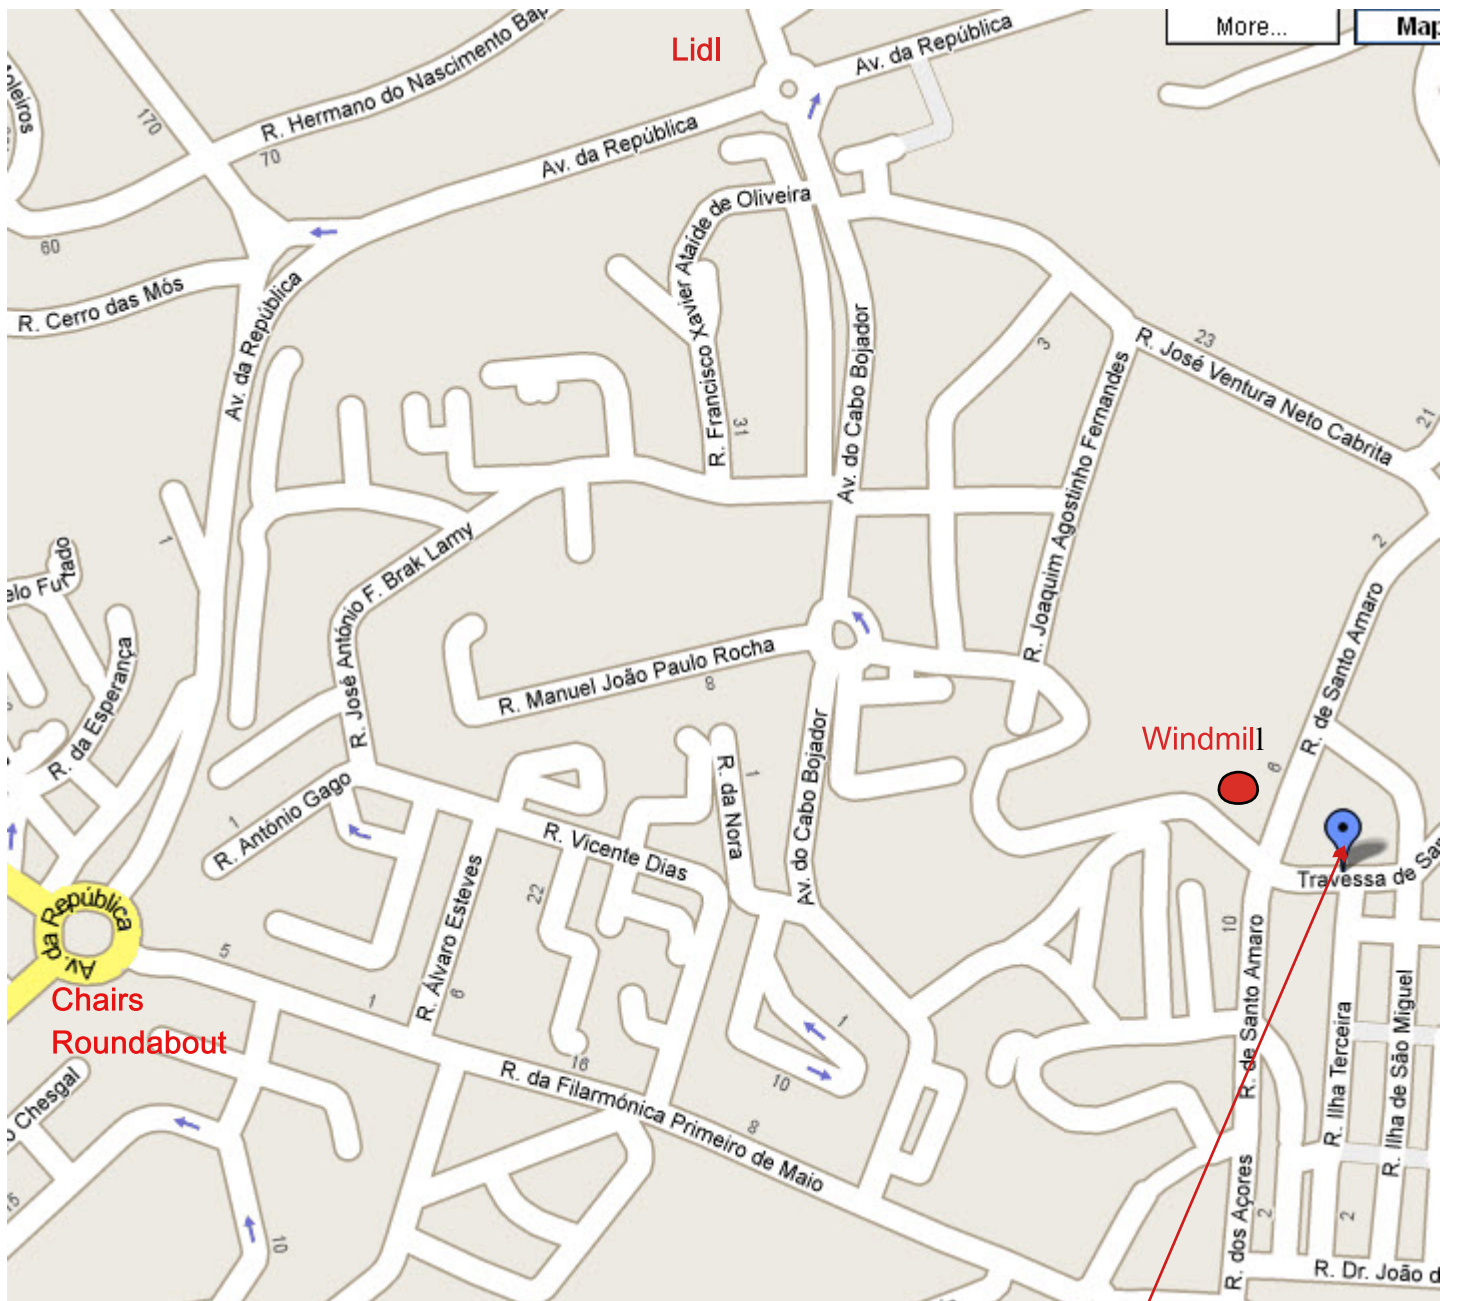 More...
Map
Lidl
Av. da República
R. Hermano do Nascimento Bap
170
70
Av. da República
60
R. Francisco Xavier Ataíde de Oliveira
R. Cerro das Mós
Av. da República
Av. do Cabo Bojador
3
23
R. José Ventura Neto Cabrita
21
31
R. Joaquim Agostinho Fernandes
1
R. José António F. Brak Lamy
2
elo Furtado
R. da Esperança
R. Manuel João Paulo Rocha
8
R. de Santo Amaro
Windmill
6
R. da Nora
1
Av. do Cabo Bojador
1
R. António Gago
R. Vicente Dias
22
R. Álvaro Esteves
6
Travessa de Sa
Av. da República
5
1
Chairs
Roundabout
10
R. de Santo Amaro
R. Ilha Terceira
R. Ilha de São Miguel
16
R. da Filarmónica Primeiro de Maio
8
1
10
o Chesgal
15
10
R. dos Açores
2
2
R. Dr. João d